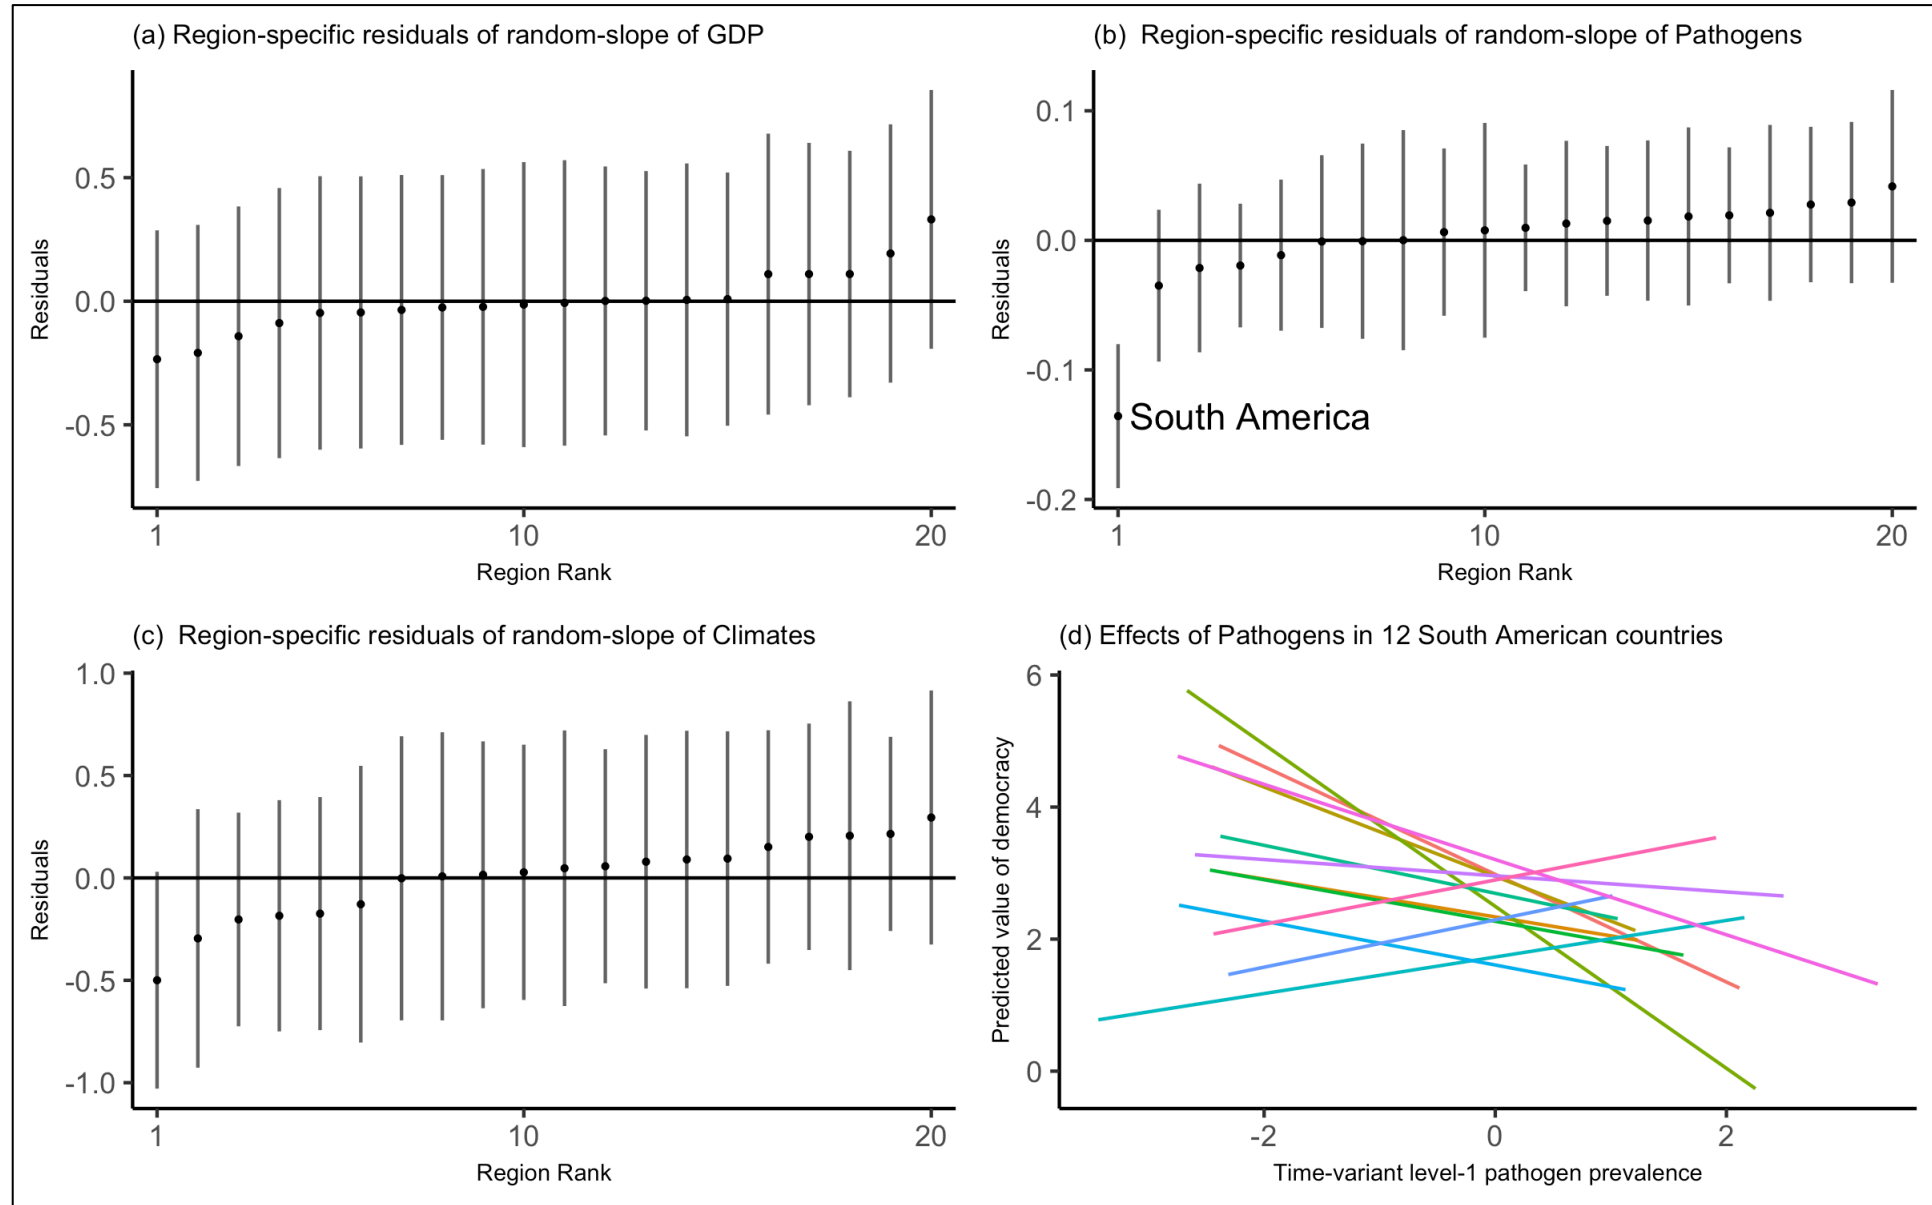 (a) Region-specific residuals of random-slope of GDP
Residuals
0.5
0.0
-0.5
1
10
20
Region Rank
(b) Region-specific residuals of random-slope of Pathogens
Residuals
0.1
0.0
-0.1
-0.2
South America
1
10
20
Region Rank
(c) Region-specific residuals of random-slope of Climates
Residuals
1.0
0.5
0.0
-0.5
-1.0
1
10
20
Region Rank
(d) Effects of Pathogens in 12 South American countries
Predicted value of democracy
6
4
2
0
-2
0
2
Time-variant level-1 pathogen prevalence